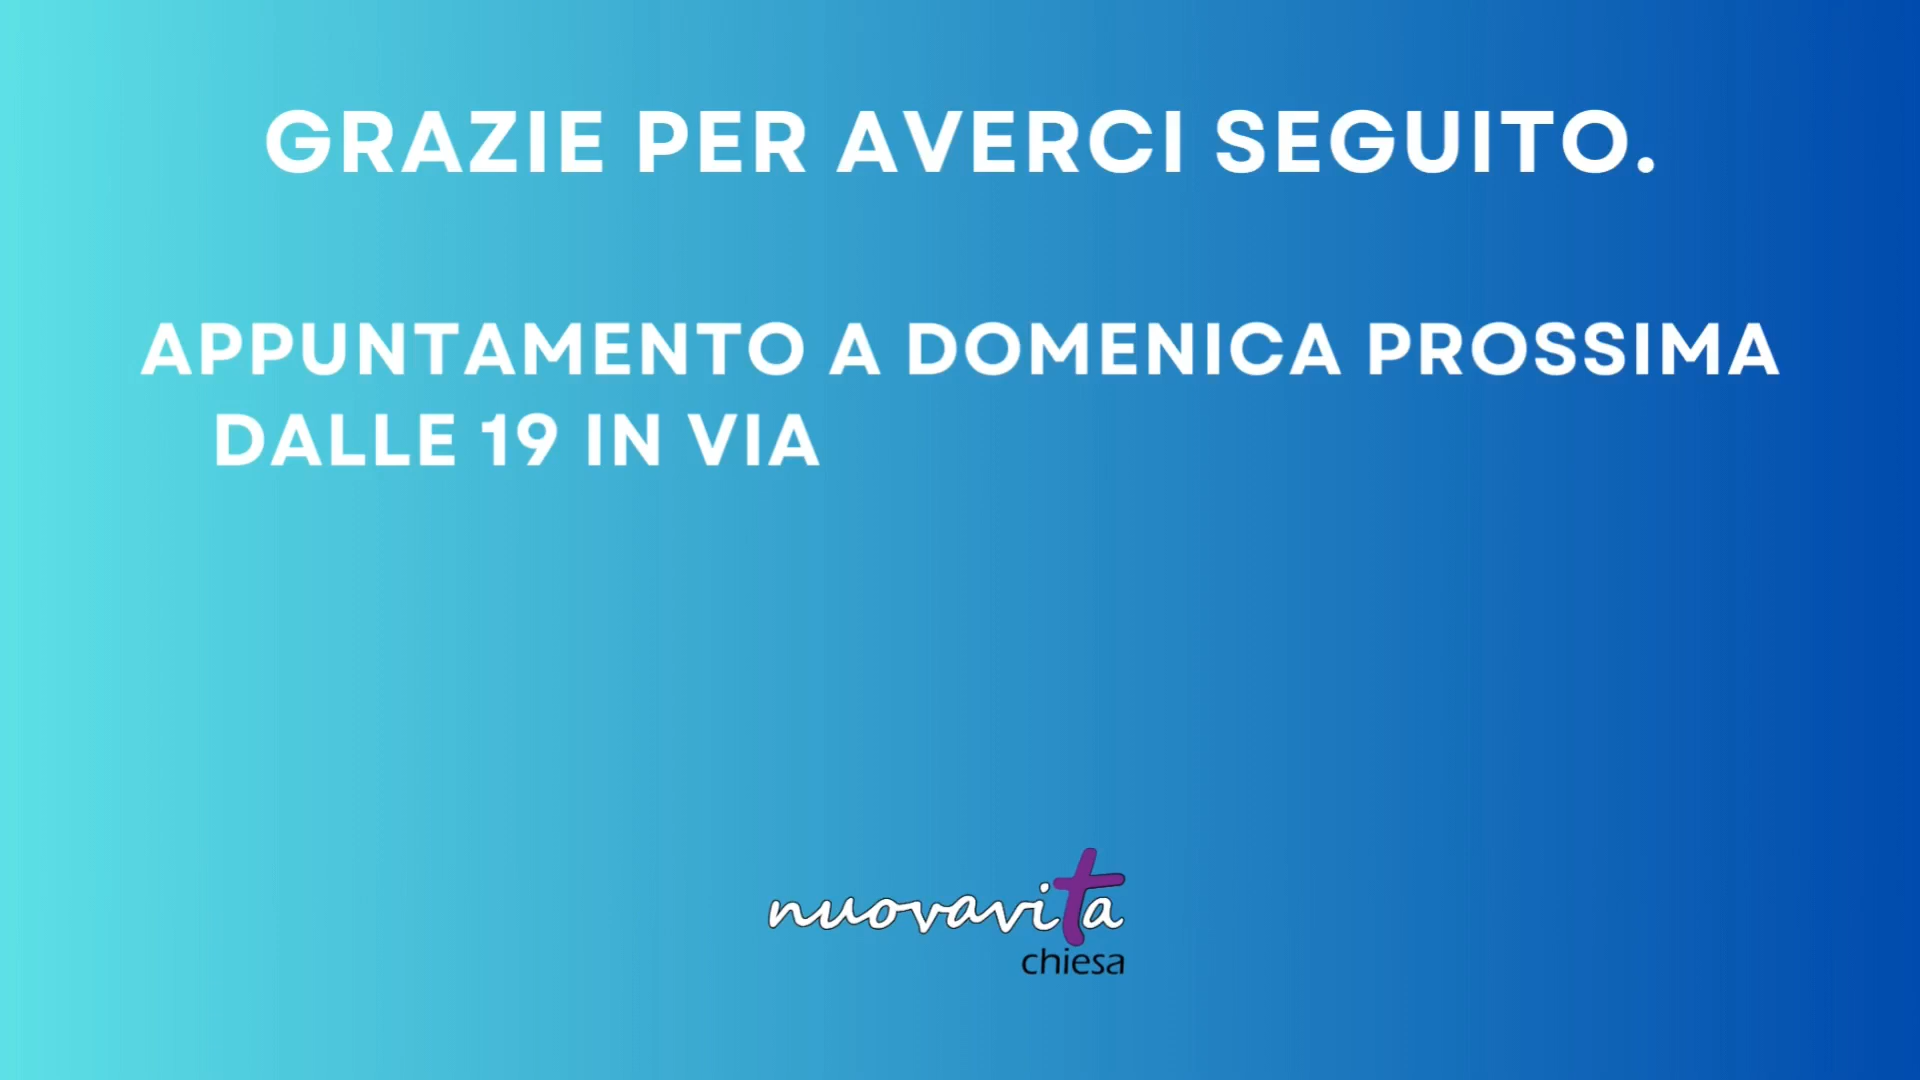 GRAZIE PER AVERCI SEGUITO.
APPUNTAMENTO A DOMENICA PROSSIMA
DALLE 19 IN VIA
nuovavita
chiesa